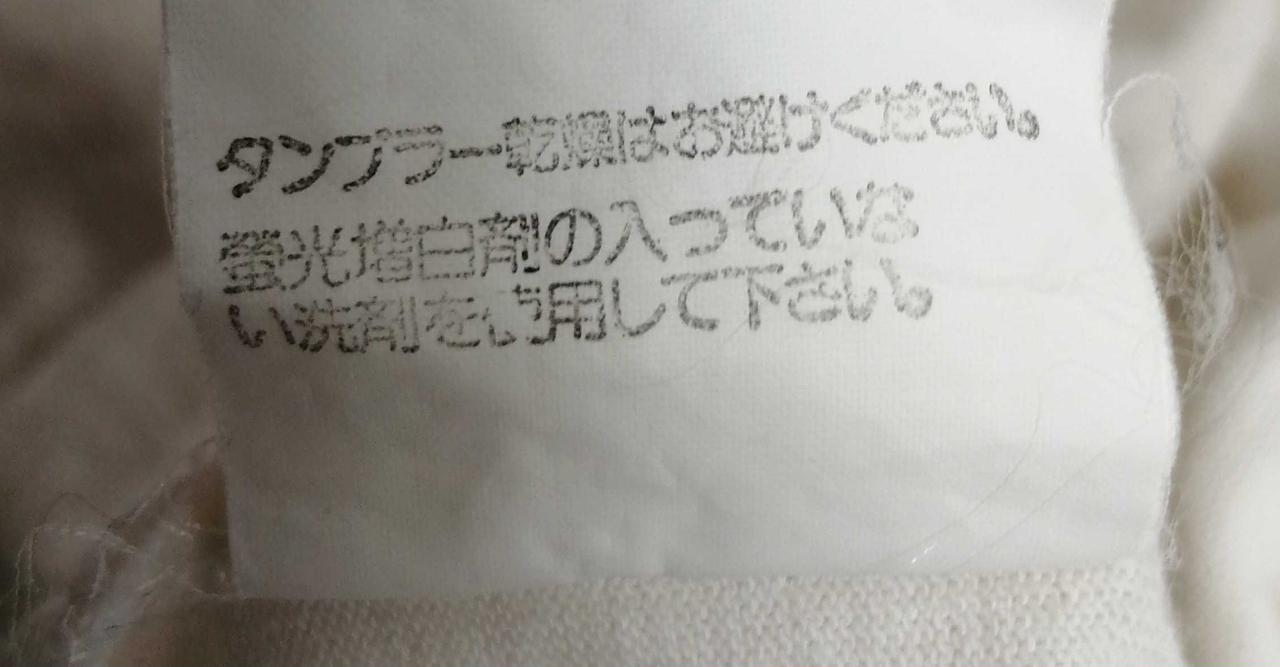 タンブラー乾燥はお避けください。
蛍光増白剤の入っていな
い洗剤を使用して下さい。